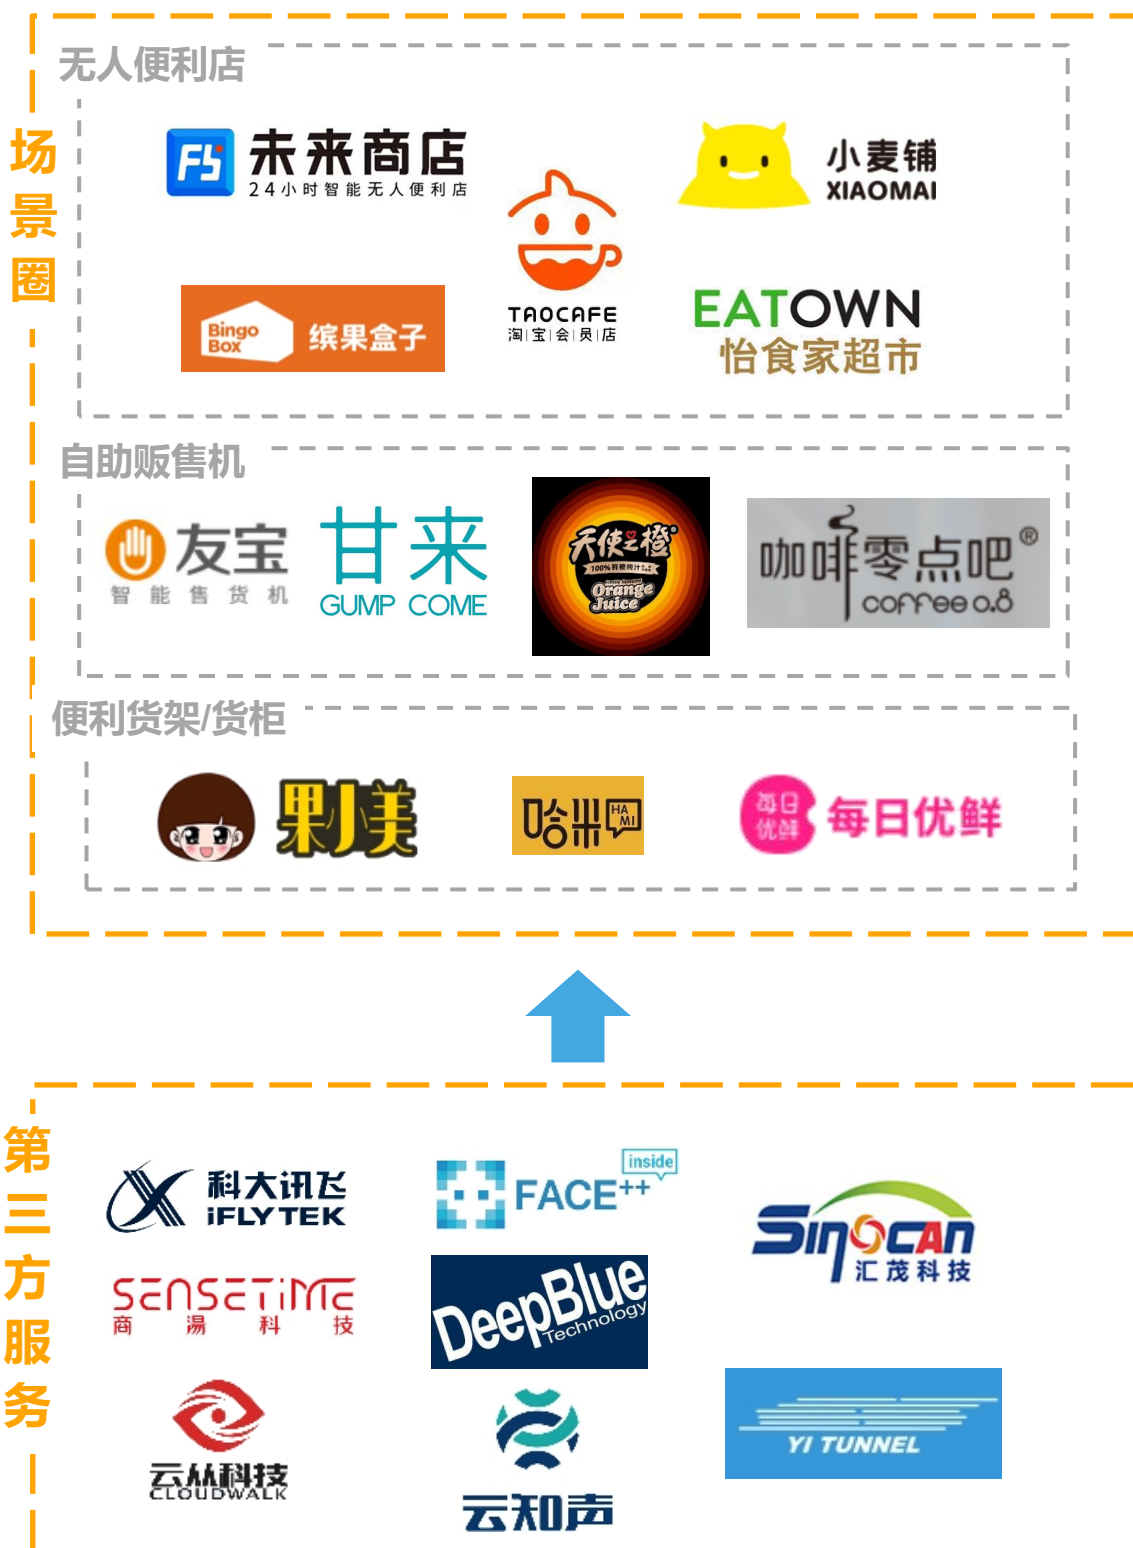 场景圈
无人便利店
F5 未来商店
24小时智能无人便利店
小麦铺
XIAOMAI
TAOCAFE
淘|宝|会|员|店
Bingo Box 缤果盒子
EATOWN
怡食家超市
自助贩售机
友宝
智能售货机
甘来
GUMP COME
天使之橙®
Orange
Juice
咖啡零点吧®
coffee 0.8
便利货架/货柜
果小美
哈米 HA MI
每日优鲜 每日优鲜
第三方服务
科大讯飞
iFLYTEK
inside
FACE++
SINOCAN
汇茂科技
SENSETIME
商湯科技
DeepBlue
Technology
云从科技
CLOUDWALK
云知声
YI TUNNEL